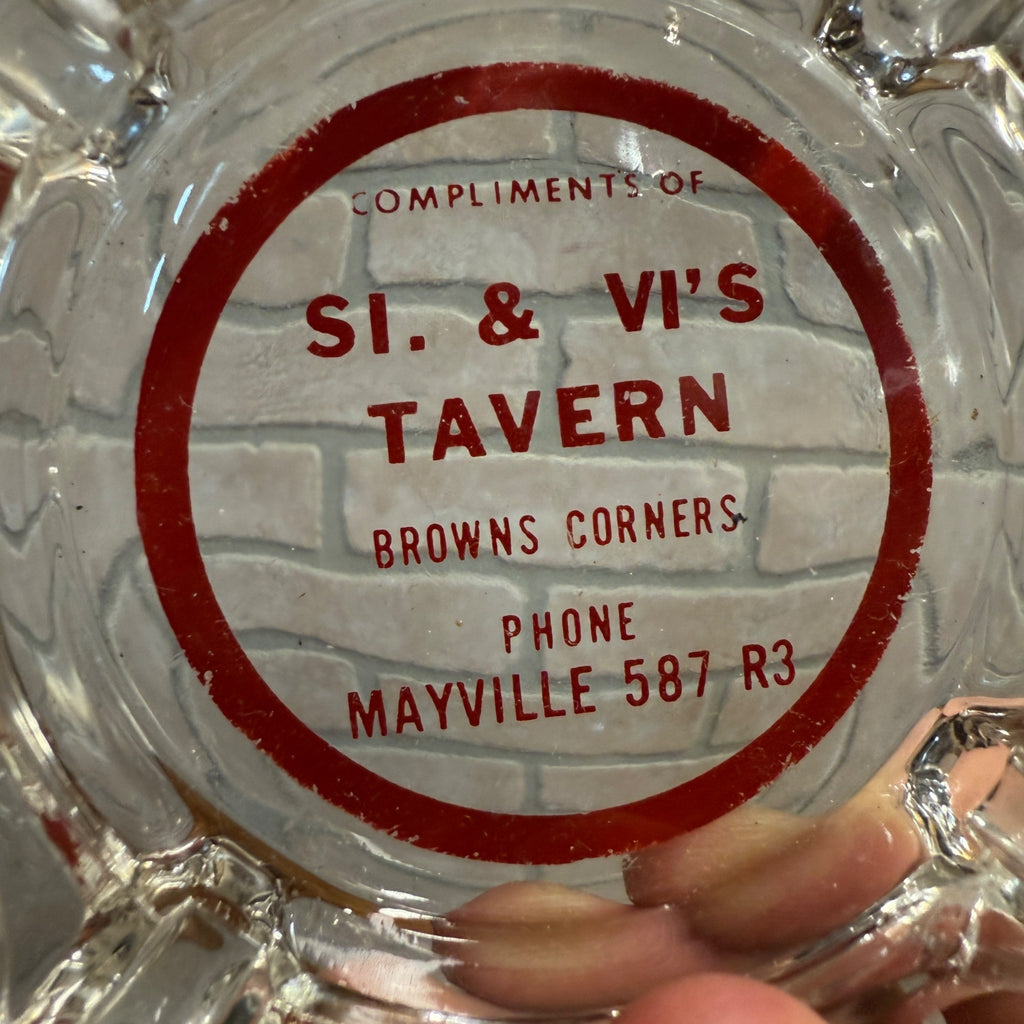 COMPLIMENTS OF
SI. & VI'S
TAVERN
BROWNS CORNERS
PHONE
MAYVILLE 587 R3